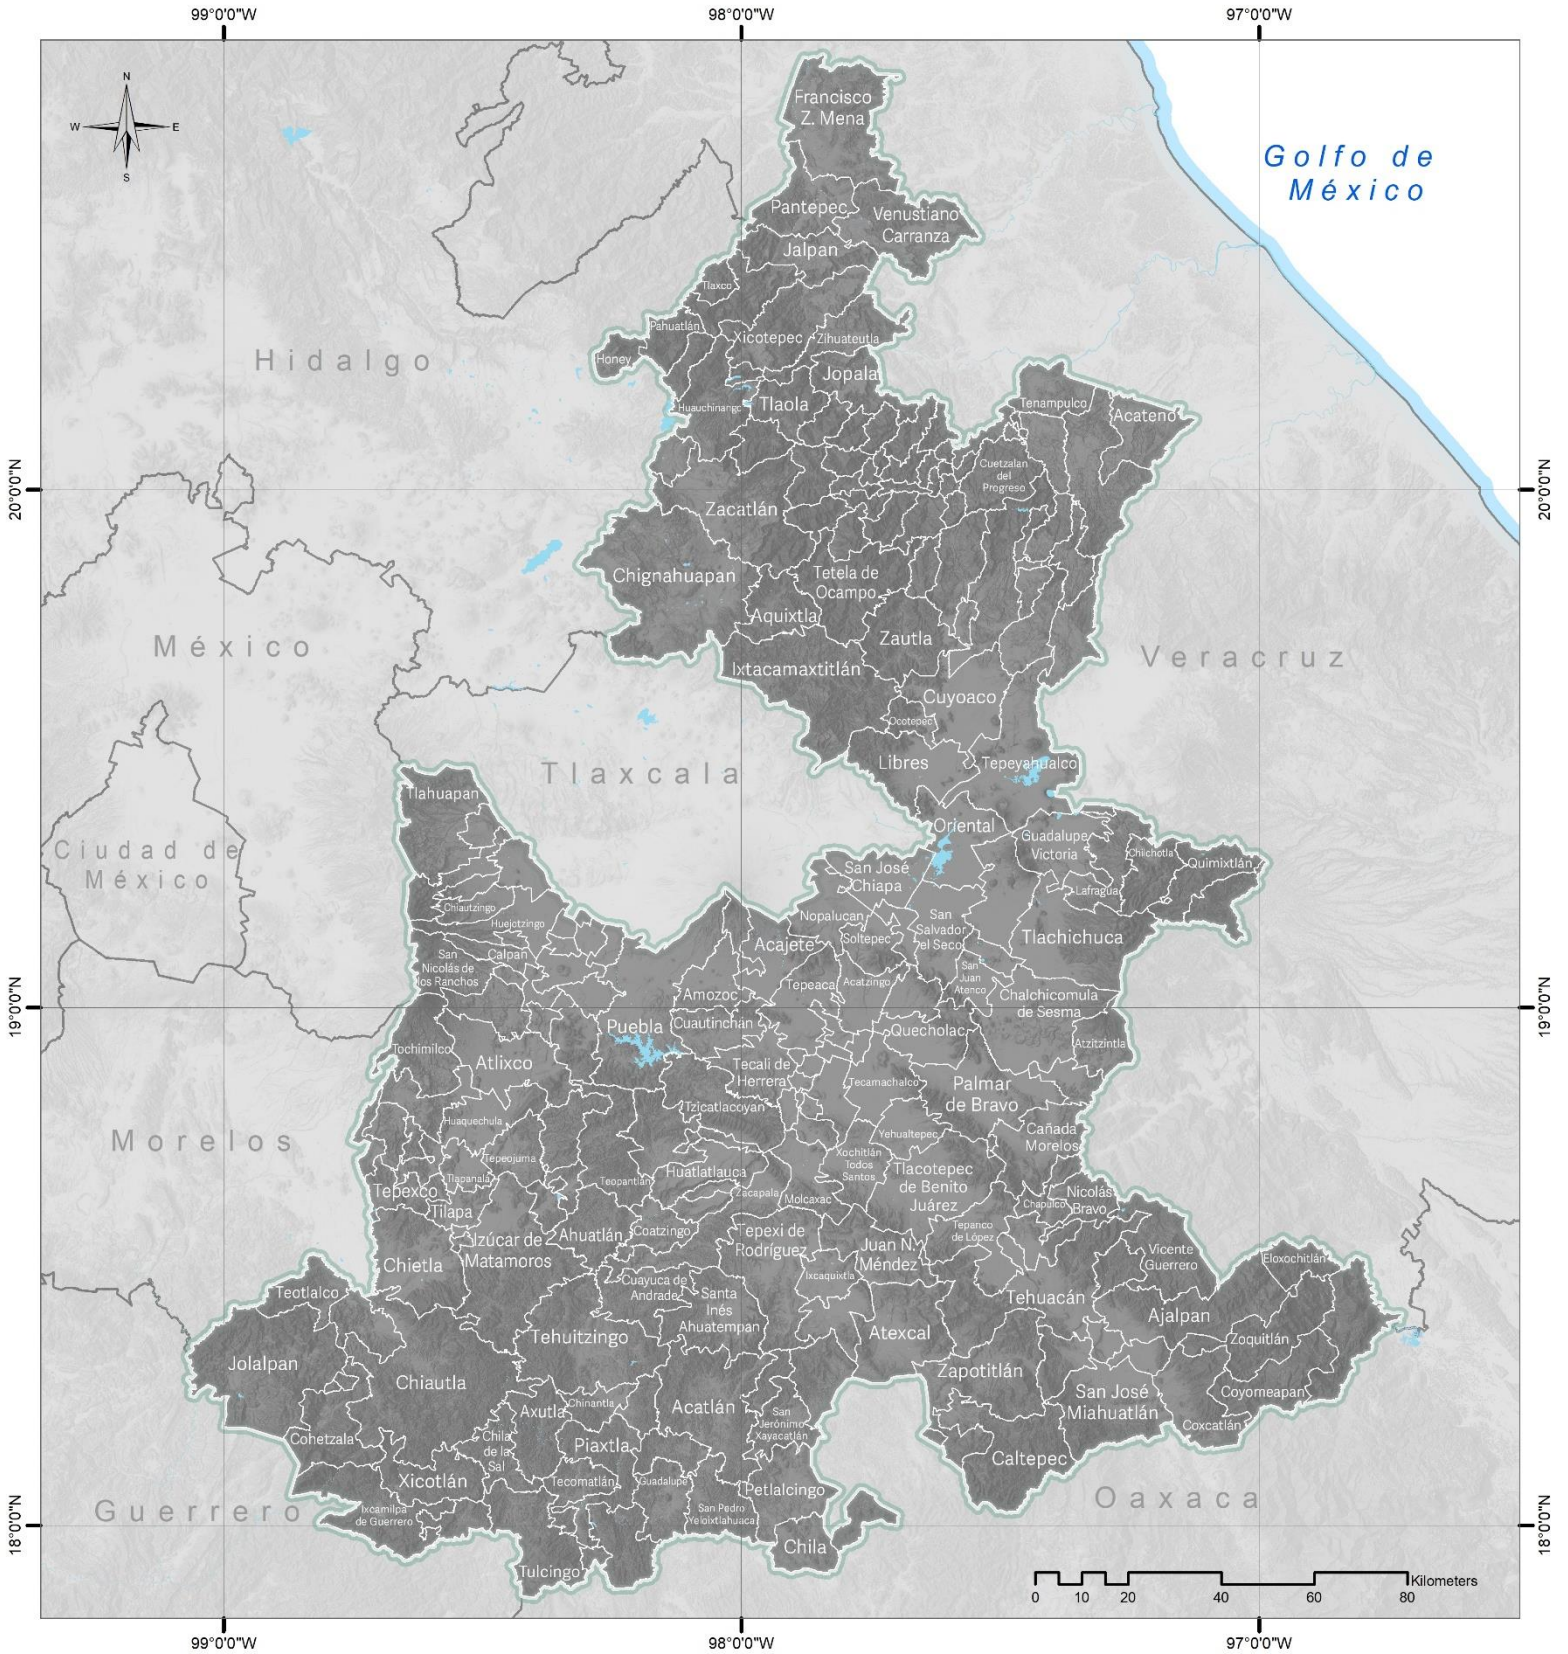 99°0'0"W
98°0'0"W
97°0'0"W
N
W
E
S
Golfo de
México
Francisco
Z. Mena
Pantepec
Venustiano
Carranza
Jalpan
Tlaxco
Pahuatlán
Xicotepec
Zihuateutla
Honey
Hidalgo
Jopala
Huauchinango
Tlaola
Tenampulco
Acateno
Cuetzalan
del
Progreso
20°0'0"N
20°0'0"N
Zacatlán
Chignahuapan
Tetela de
Ocampo
Aquixtla
Zautla
México
Veracruz
Ixtacamaxtitlán
Cuyoaco
Ocotepec
Libres
Tepeyahualco
Tlaxcala
Tlahuapan
Oriental
Guadalupe
Victoria
Chilchotla
Quimixtlán
Ciudad de
México
San José
Chiapa
Lafragua
Chiautzingo
Huejotzingo
Nopalucan
San
Salvador
el Seco
Soltepec
Tlachichuca
Acajete
San
Nicolás de
los Ranchos
Calpan
San
Juan
Atenco
Tepeaca
Acatzingo
Amozoc
Chalchicomula
de Sesma
19°0'0"N
19°0'0"N
Puebla
Cuautinchán
Quecholac
Atzitzintla
Tochimilco
Atlixco
Tecali de
Herrera
Tecamachalco
Palmar
de Bravo
Tzicatlacoyan
Huaquechula
Cañada
Morelos
Yehualtepec
Morelos
Tepeojuma
Xochitlán
Todos
Santos
Tlacotepec
de Benito
Juárez
Huatlatlauca
Tlapanalá
Teopantlán
Zacapala
Molcaxac
Tepexco
Tilapa
Nicolás
Bravo
Chapulco
Izúcar de
Matamoros
Ahuatlán
Coatzingo
Tepexi de
Rodríguez
Juan N.
Méndez
Tepanco
de López
Vicente
Guerrero
Eloxochitlán
Chietla
Ixcaquixtla
Cuayuca de
Andrade
Santa
Inés
Ahuatempan
Teotlalco
Tehuacán
Ajalpan
Tehuitzingo
Atexcal
Zoquitlán
Jolalpan
Zapotitlán
Chiautla
San José
Miahuatlán
Coyomeapan
Axutla
Chinantla
Acatlán
San
Jerónimo
Xayacatlán
Coxcatlán
Cohetzala
Chila
de la
Sal
Piaxtla
Caltepec
Xicotlán
Tecomatlán
Guadalupe
Petlalcingo
Oaxaca
Guerrero
Ixcamilpa
de Guerrero
San Pedro
Yeloixtlahuaca
18°0'0"N
18°0'0"N
Chila
Tulcingo
Kilometers
0
10
20
40
60
80
99°0'0"W
98°0'0"W
97°0'0"W